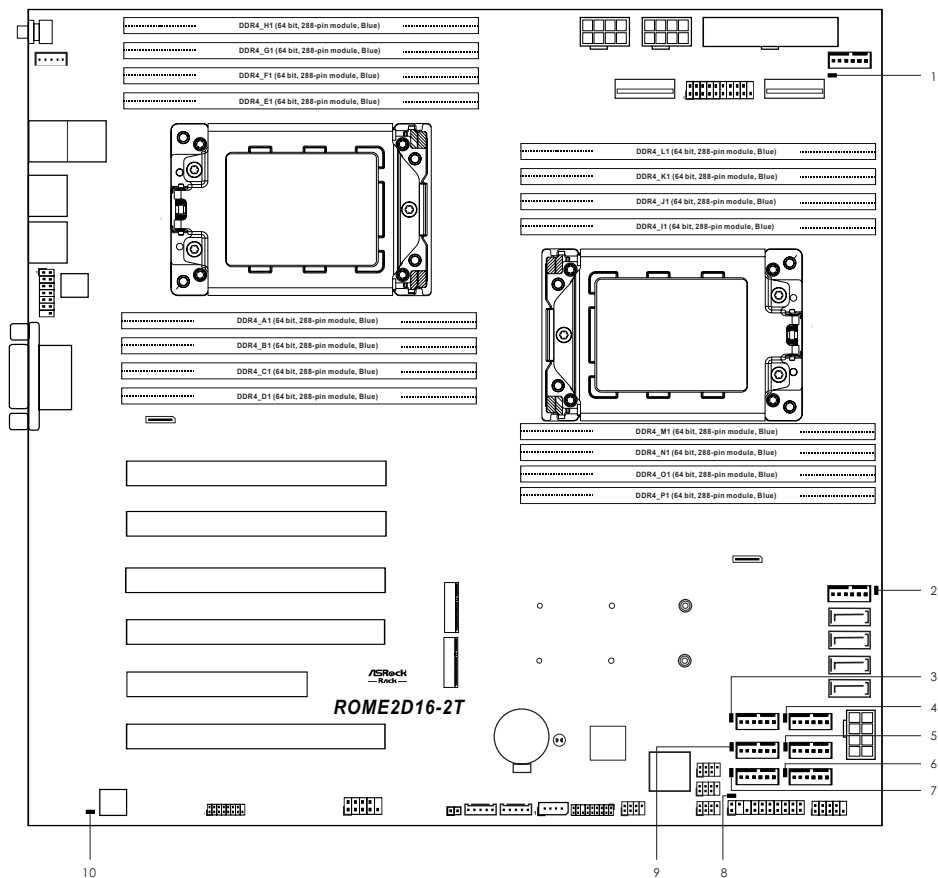 DDR4_H1 (64 bit, 288-pin module, Blue)
DDR4_G1 (64 bit, 288-pin module, Blue)
DDR4_F1 (64 bit, 288-pin module, Blue)
DDR4_E1 (64 bit, 288-pin module, Blue)
1
DDR4_L1 (64 bit, 288-pin module, Blue)
DDR4_K1 (64 bit, 288-pin module, Blue)
DDR4_J1 (64 bit, 288-pin module, Blue)
DDR4_I1 (64 bit, 288-pin module, Blue)
DDR4_A1 (64 bit, 288-pin module, Blue)
DDR4_B1 (64 bit, 288-pin module, Blue)
DDR4_C1 (64 bit, 288-pin module, Blue)
DDR4_D1 (64 bit, 288-pin module, Blue)
DDR4_M1 (64 bit, 288-pin module, Blue)
DDR4_N1 (64 bit, 288-pin module, Blue)
DDR4_O1 (64 bit, 288-pin module, Blue)
DDR4_P1 (64 bit, 288-pin module, Blue)
2
3
ASRock
Rack
ROME2D16-2T
4
5
6
7
10
9
8